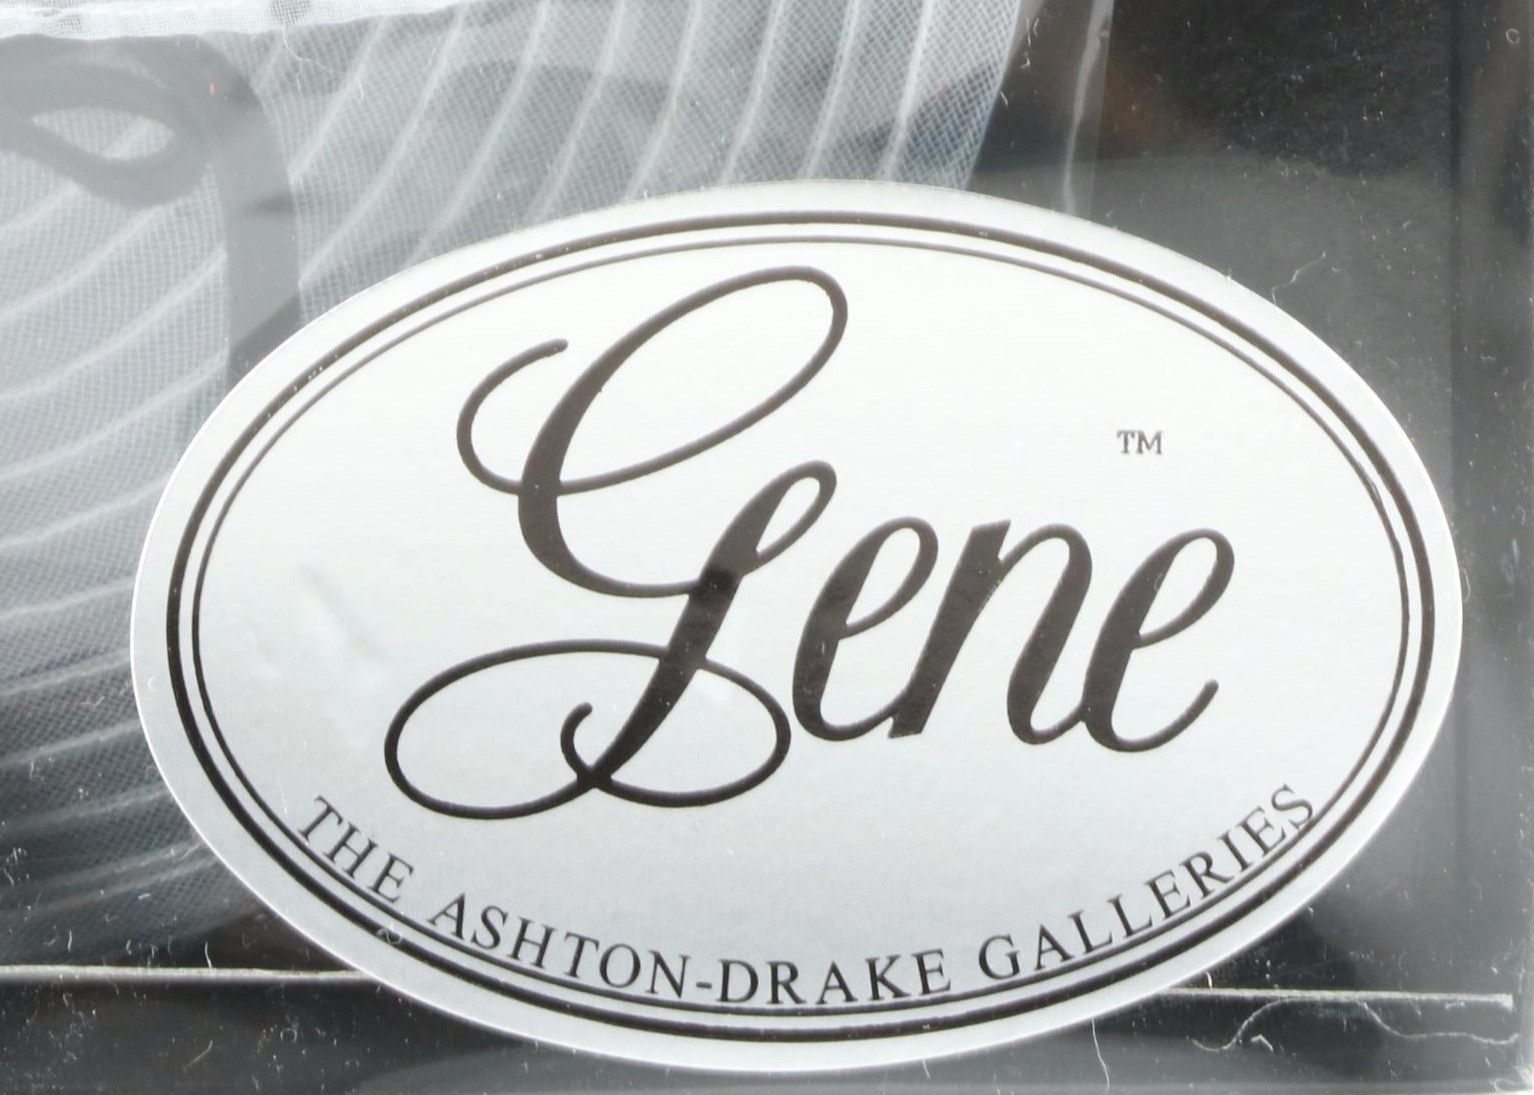 Gene
™
THE ASHTON-DRAKE GALLERIES